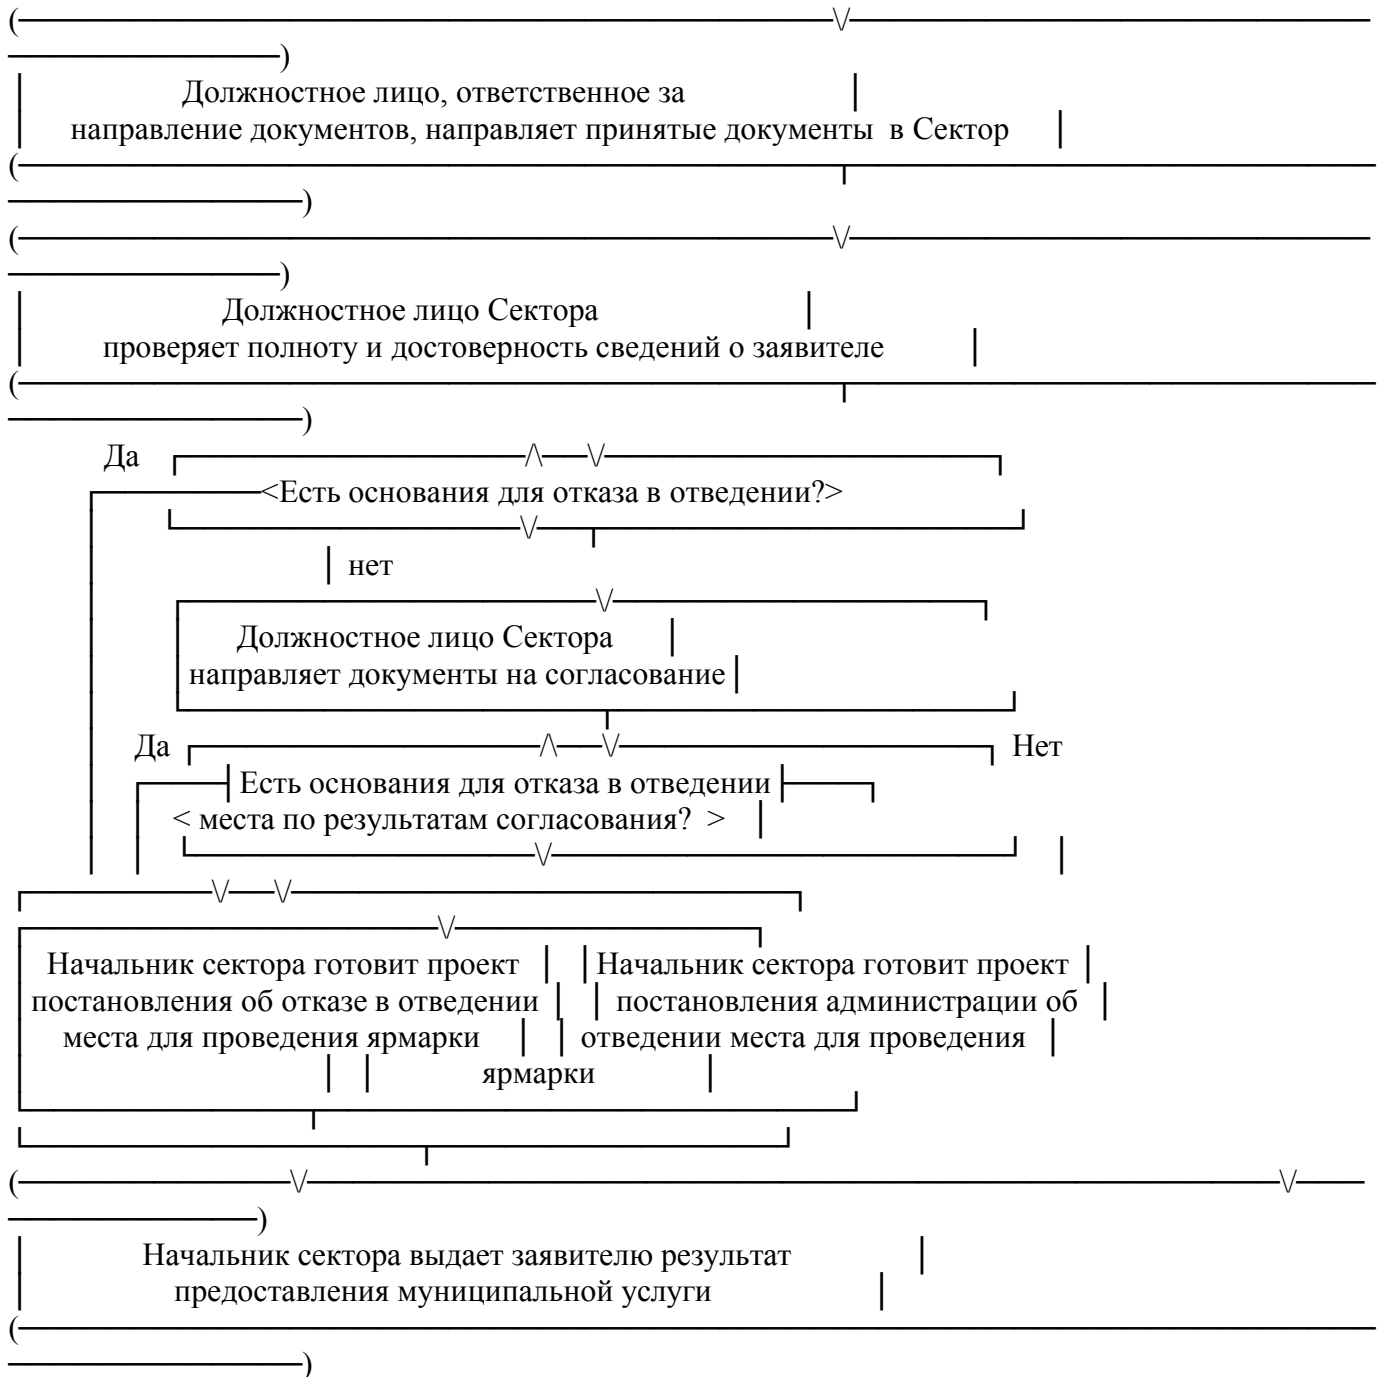 Должностное лицо, ответственное за
направление документов, направляет принятые документы в Сектор
Должностное лицо Сектора
проверяет полноту и достоверность сведений о заявителе
Да
<Есть основания для отказа в отведении?>
нет
Должностное лицо Сектора
направляет документы на согласование
Да Нет
Есть основания для отказа в отведении
< места по результатам согласования? >
Начальник сектора готовит проект Начальник сектора готовит проект
постановления об отказе в отведении постановления администрации об
места для проведения ярмарки отведении места для проведения
ярмарки
Начальник сектора выдает заявителю результат
предоставления муниципальной услуги